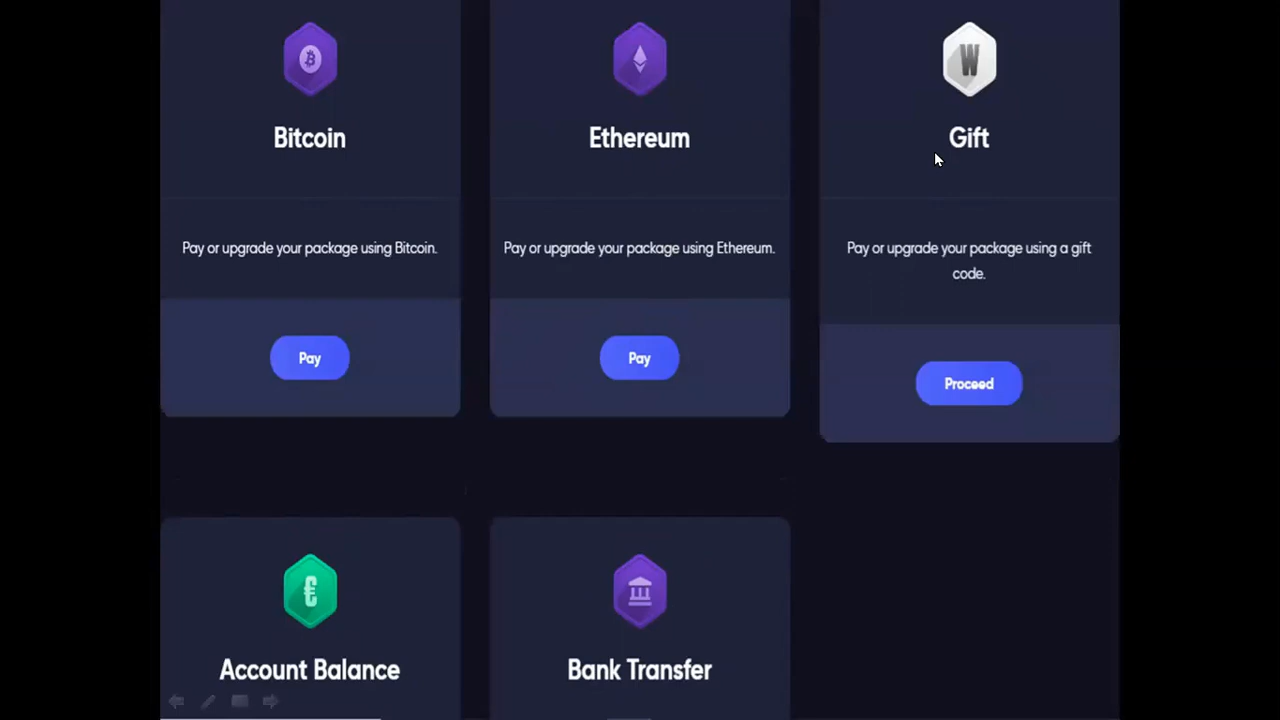 W
Bitcoin
Ethereum
Gift
Pay or upgrade your package using Bitcoin.
Pay or upgrade your package using Ethereum.
Pay or upgrade your package using a gift
code.
Pay
Pay
Proceed
€
Account Balance
Bank Transfer